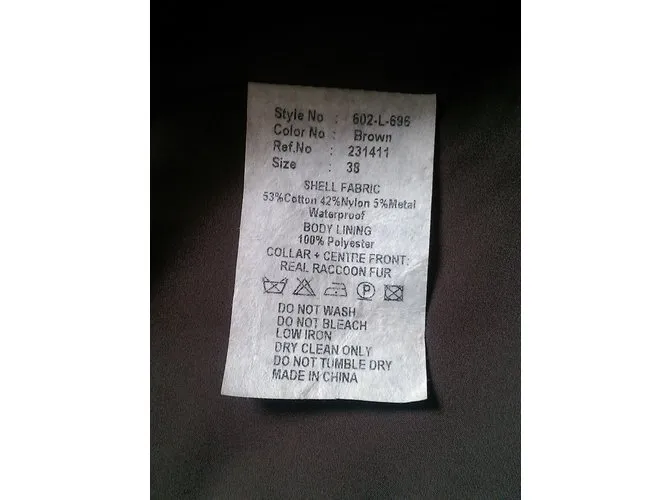 Style No : 602-L-696
Color No : Brown
Ref.No : 231411
Size : 38
SHELL FABRIC
53%Cotton 42%Nylon 5%Metal
Waterproof
BODY LINING
100% Polyester
COLLAR + CENTRE FRONT:
REAL RACCOON FUR
P
DO NOT WASH
DO NOT BLEACH
LOW IRON
DRY CLEAN ONLY
DO NOT TUMBLE DRY
MADE IN CHINA